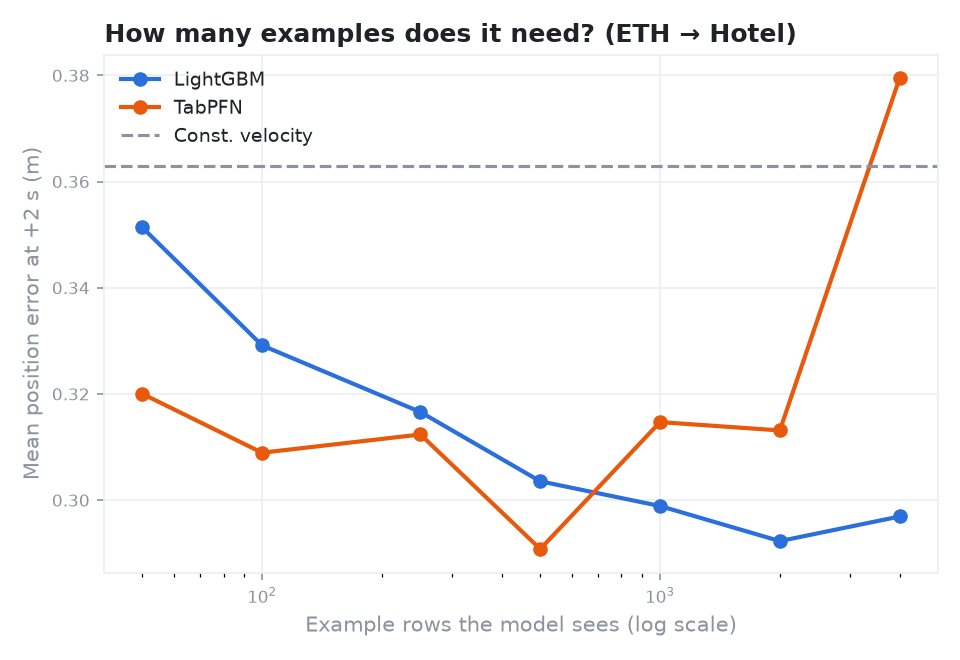 How many examples does it need? (ETH → Hotel)
LightGBM
TabPFN
Const. velocity
Mean position error at +2 s (m)
0.38
0.36
0.34
0.32
0.30
10²
10³
Example rows the model sees (log scale)